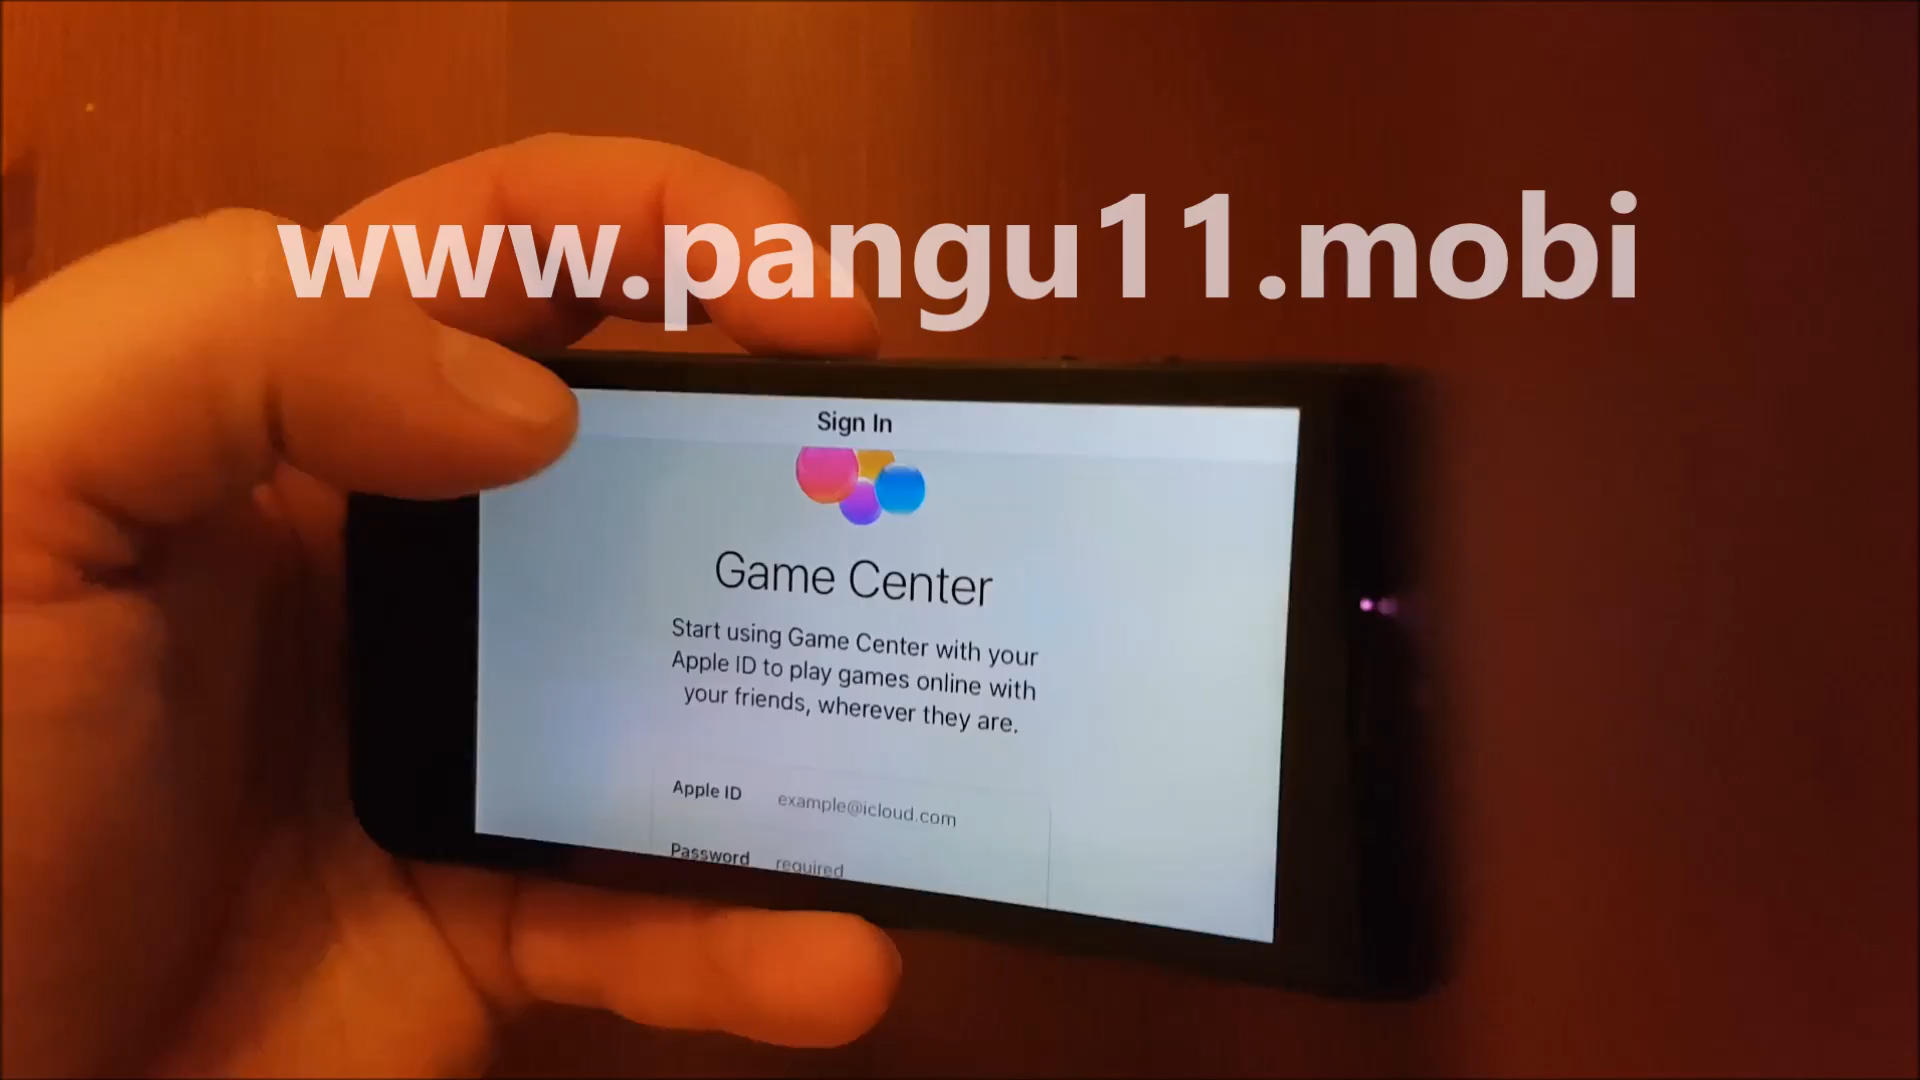 www.pangu11.mobi
Sign In
Game Center
Start using Game Center with your
Apple ID to play games online with
your friends, wherever they are.
Apple ID example@icloud.com
Password required